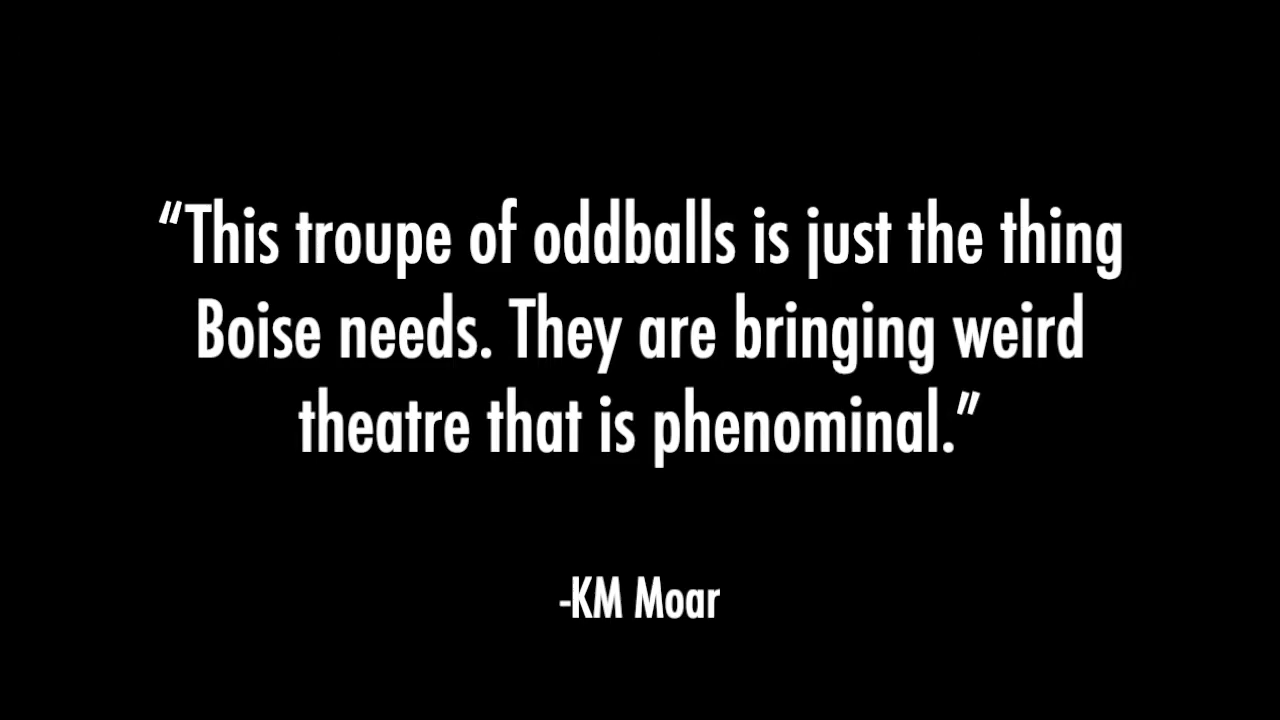 “This troupe of oddballs is just the thing
Boise needs. They are bringing weird
theatre that is phenominal.”
-KM Moar